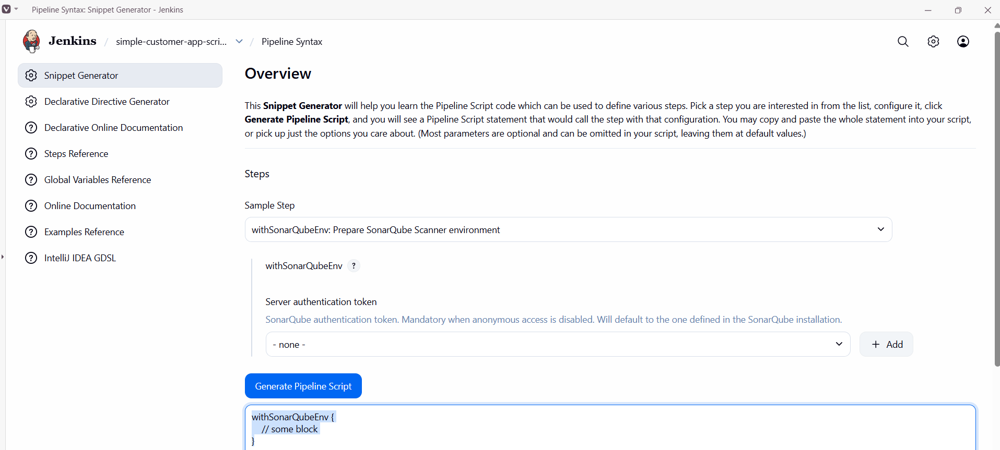 Pipeline Syntax: Snippet Generator - Jenkins
Jenkins / simple-customer-app-scri... / Pipeline Syntax
Snippet Generator
Declarative Directive Generator
Declarative Online Documentation
Steps Reference
Global Variables Reference
Online Documentation
Examples Reference
IntelliJ IDEA GDSL
Overview
This Snippet Generator will help you learn the Pipeline Script code which can be used to define various steps. Pick a step you are interested in from the list, configure it, click
Generate Pipeline Script, and you will see a Pipeline Script statement that would call the step with that configuration. You may copy and paste the whole statement into your script,
or pick up just the options you care about. (Most parameters are optional and can be omitted in your script, leaving them at default values.)
Steps
Sample Step
withSonarQubeEnv: Prepare SonarQube Scanner environment
withSonarQubeEnv ?
Server authentication token
SonarQube authentication token. Mandatory when anonymous access is disabled. Will default to the one defined in the SonarQube installation.
- none -
+ Add
Generate Pipeline Script
withSonarQubeEnv {
// some block
}